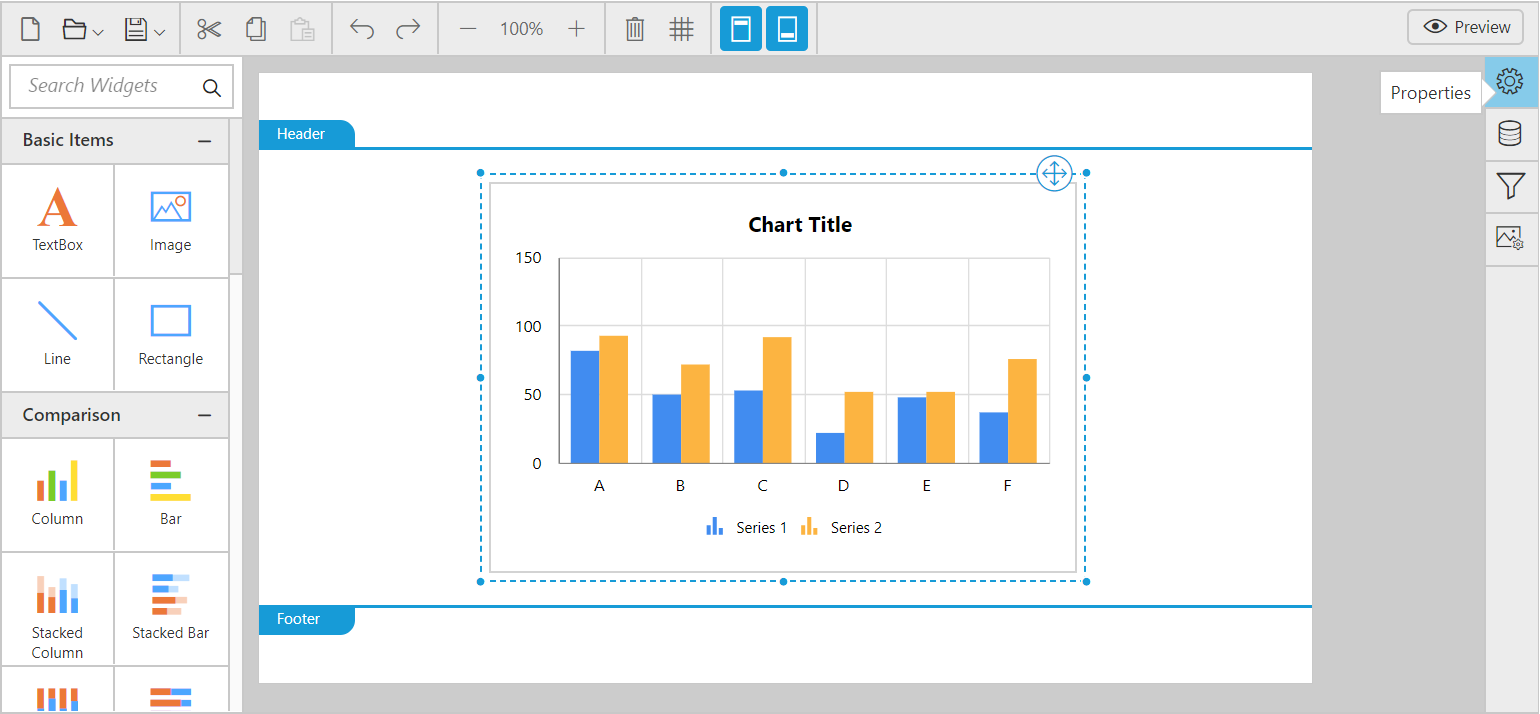 100%
Preview
Search Widgets
Properties
Basic Items
Header
TextBox
Image
Chart Title
150
100
50
0
A B C D E F
Series 1 Series 2
Line
Rectangle
Comparison
Column
Bar
Stacked
Column
Stacked Bar
Footer